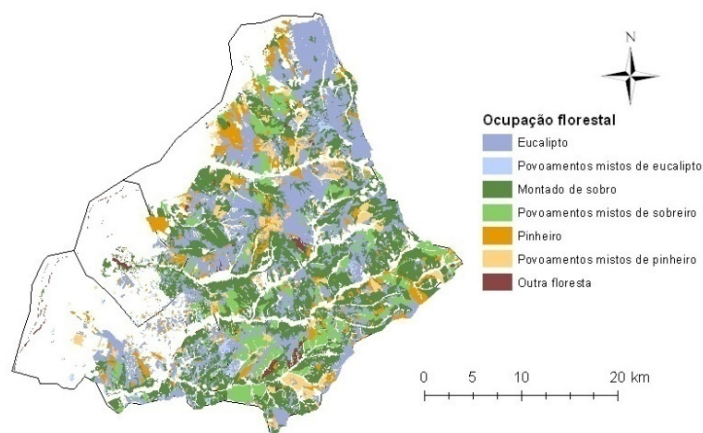 N
Ocupação florestal
Eucalipto
Povoamentos mistos de eucalipto
Montado de sobro
Povoamentos mistos de sobreiro
Pinheiro
Povoamentos mistos de pinheiro
Outra floresta
0 5 10 20 km